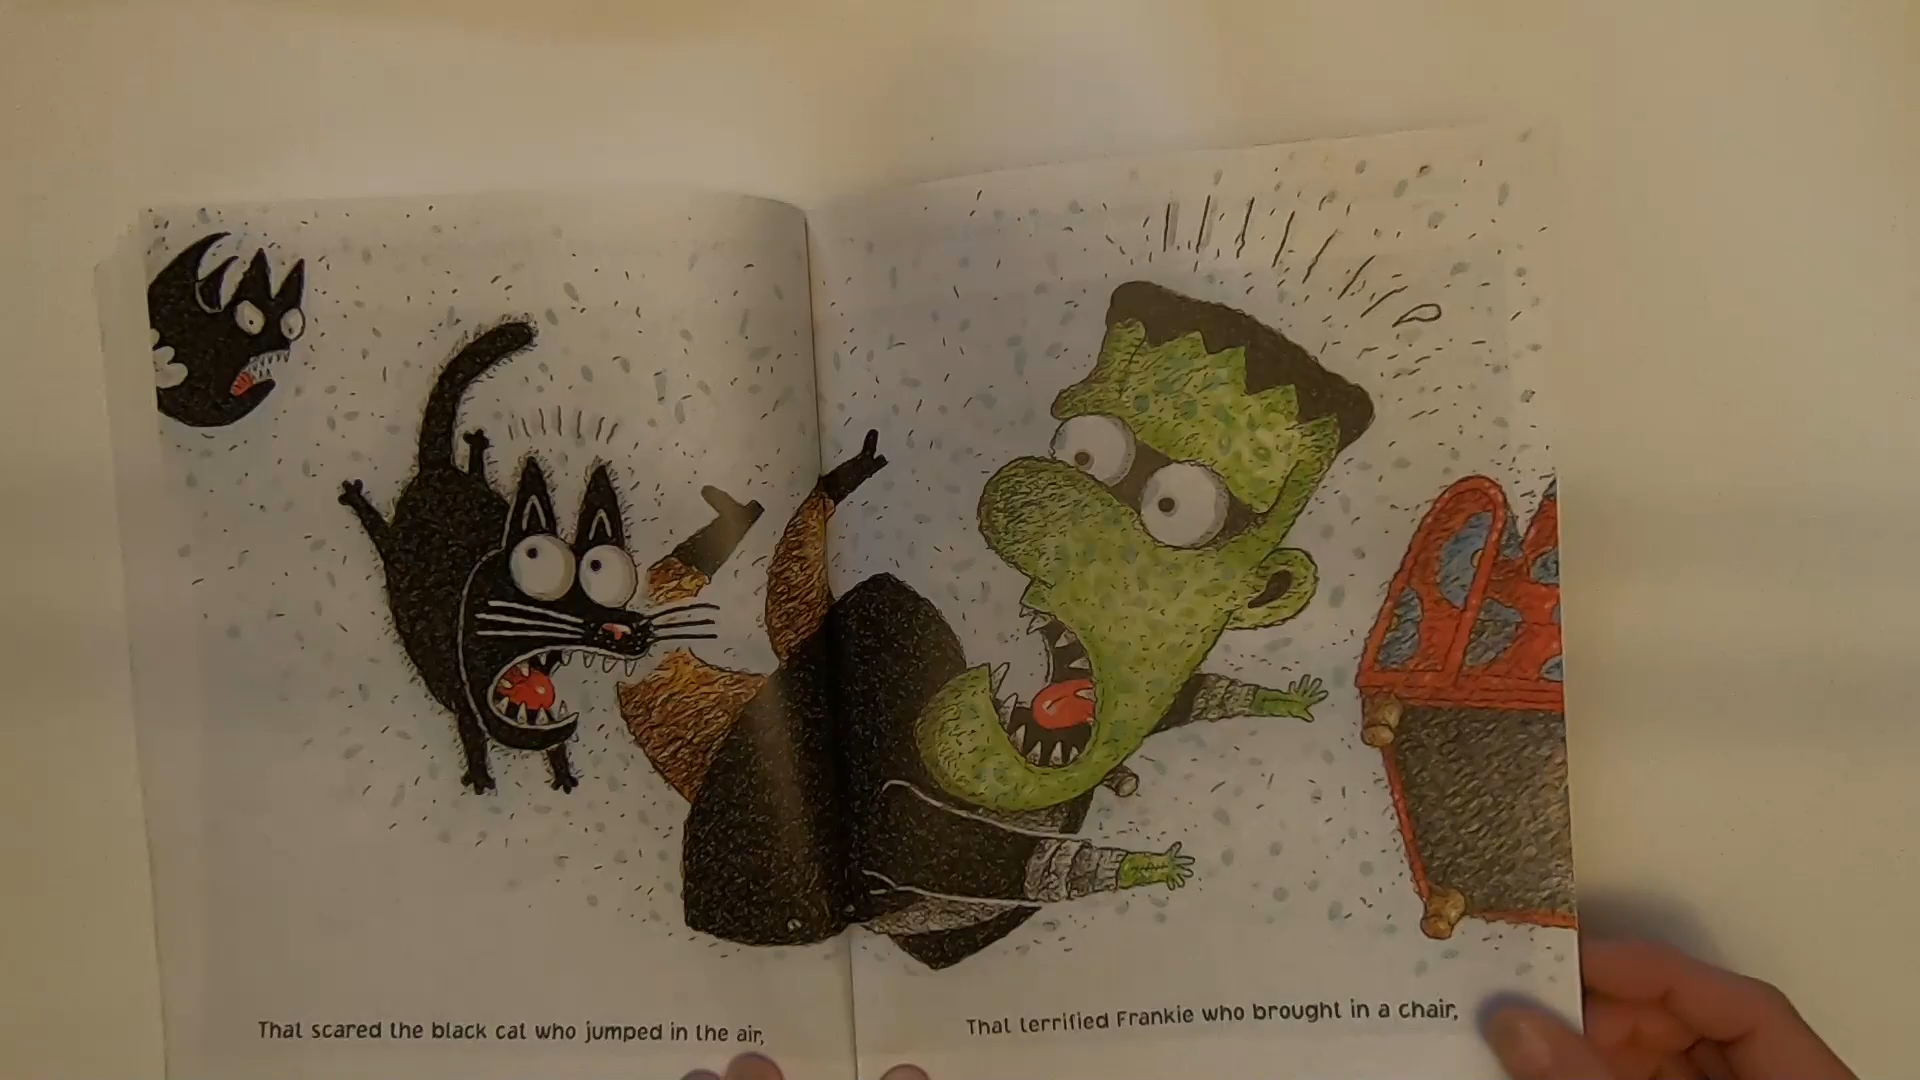 That scared the black cat who jumped in the air,
That terrified Frankie who brought in a chair,